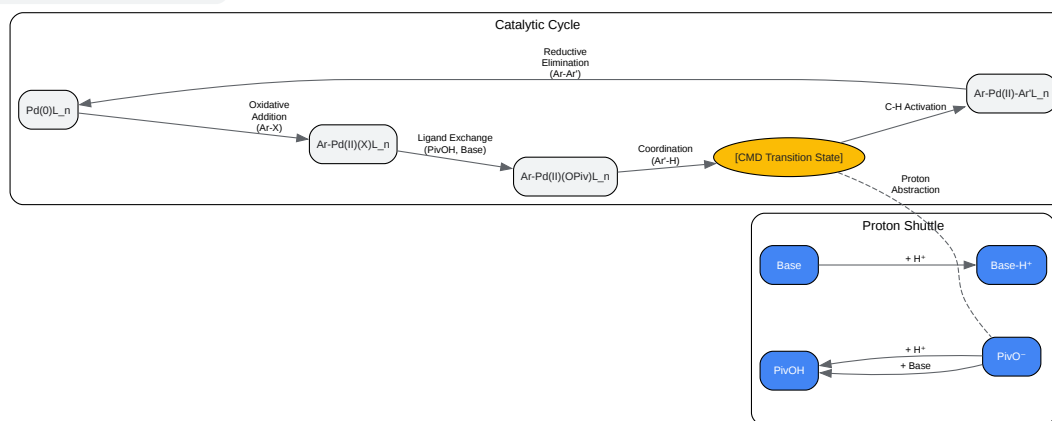 Catalytic Cycle
Reductive
Elimination
(Ar-Ar')
Pd(0)L_n
Oxidative
Addition
(Ar-X)
Ar-Pd(II)(X)L_n
Ligand Exchange
(PivOH, Base)
Ar-Pd(II)(OPiv)L_n
Coordination
(Ar'-H)
[CMD Transition State]
C-H Activation
Ar-Pd(II)-Ar'L_n
Proton
Abstraction
Proton Shuttle
Base
+ H⁺
Base-H⁺
PivOH
+ H⁺
+ Base
PivO⁻